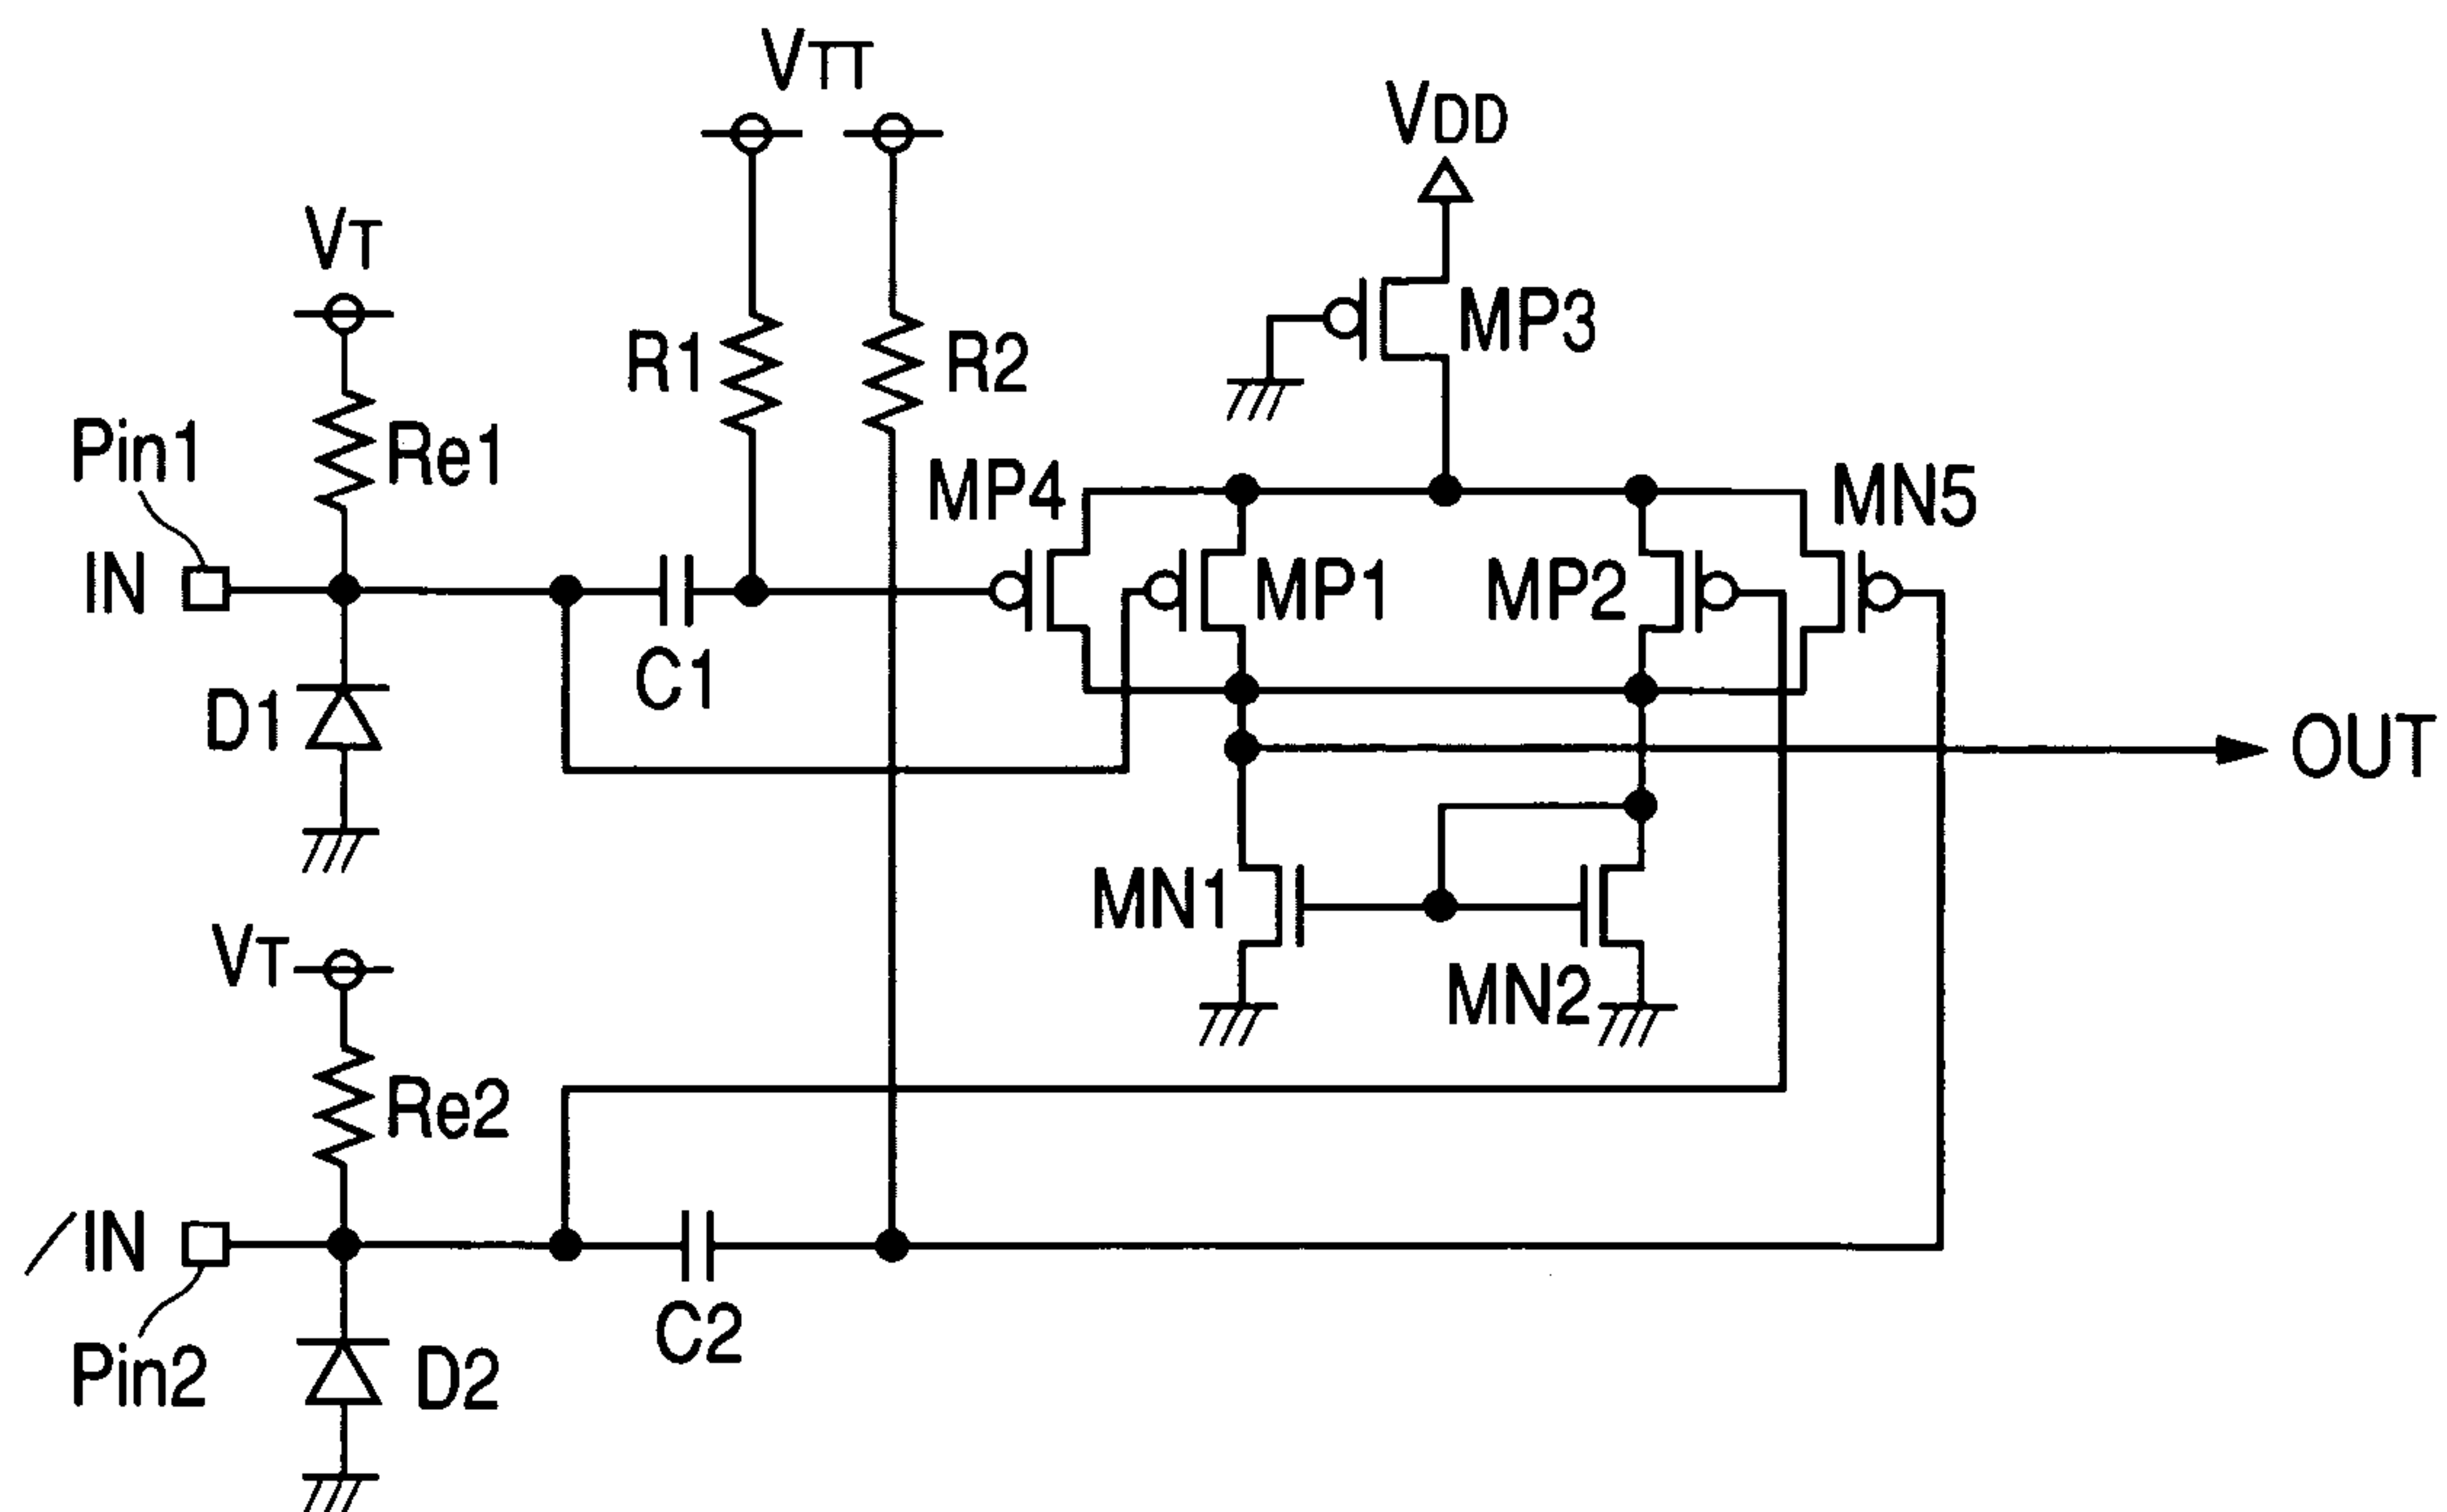 VTT
VDD
VT
MP3
R1
R2
Pin1
Re1
MP4
MN5
IN
MP1
MP2
C1
D1
OUT
MN1
VT
MN2
Re2
/IN
C2
Pin2
D2